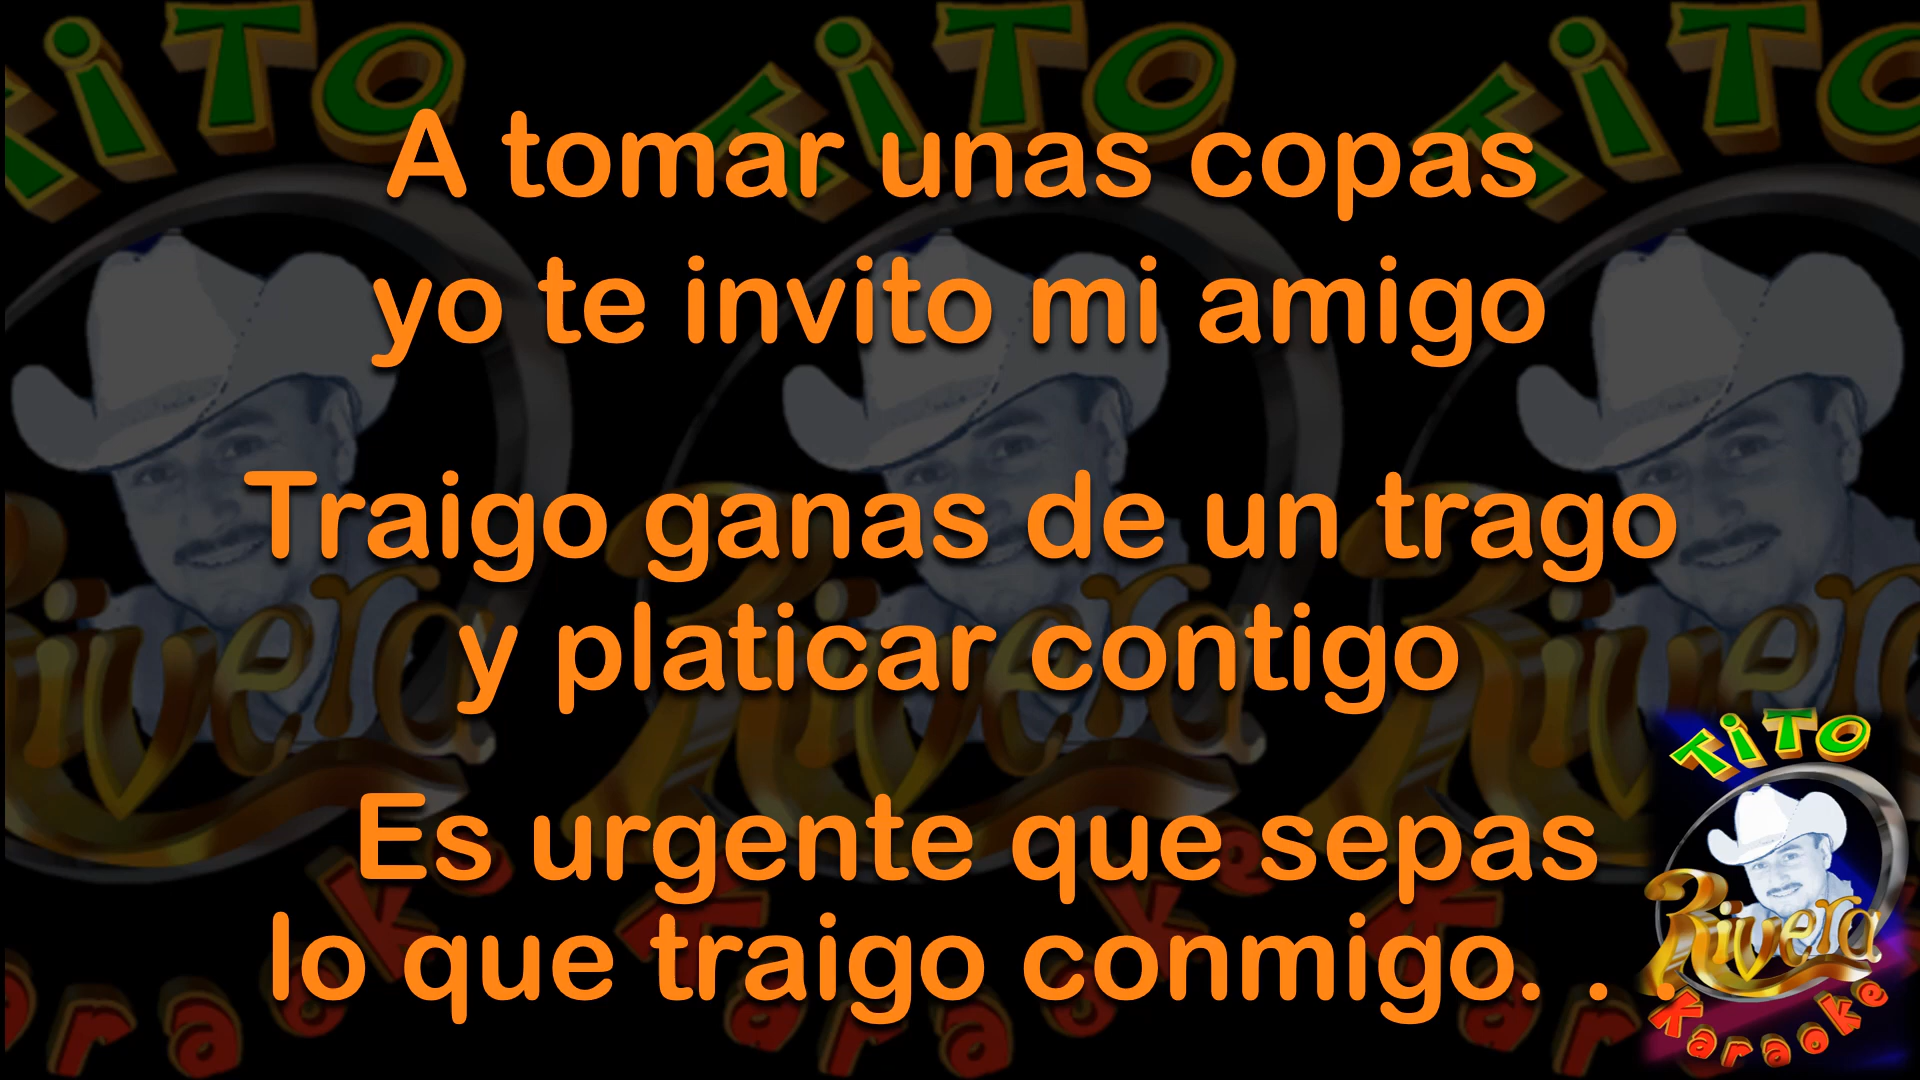 A tomar unas copas
yo te invito mi amigo
Traigo ganas de un trago
y platicar contigo
Es urgente que sepas
lo que traigo conmigo. . .
TiTO
Rivera
Karaoke